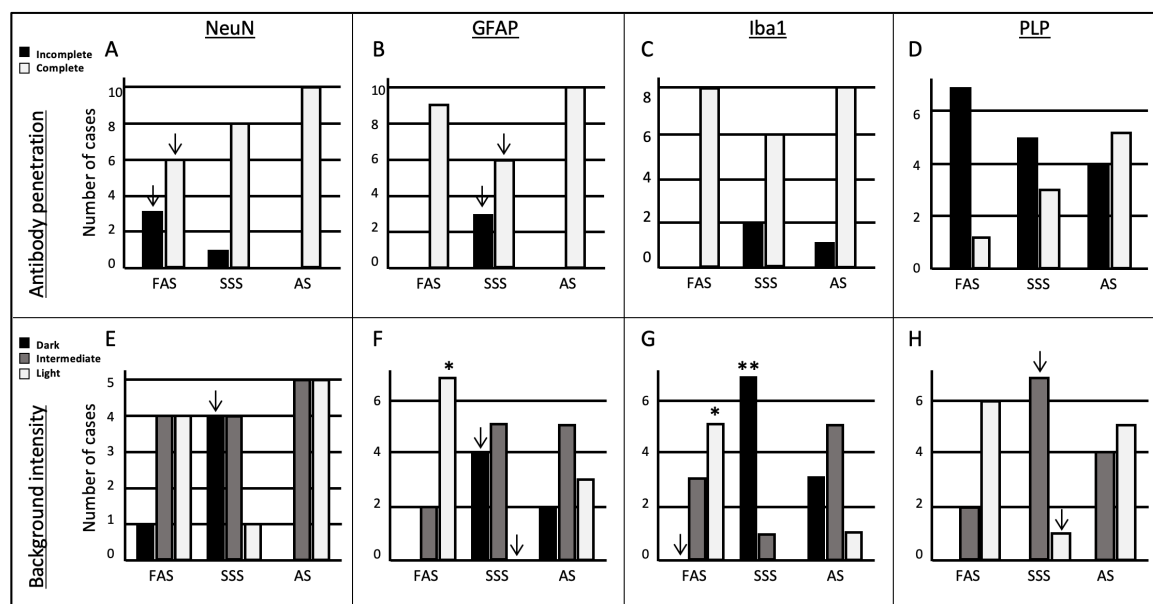 NeuN
GFAP
Iba1
PLP
Antibody penetration
Incomplete
Complete
A
Number of cases
10
8
6
4
2
0
FAS SSS AS
B
10
8
6
4
2
0
FAS SSS AS
C
8
6
4
2
0
FAS SSS AS
D
6
4
2
0
FAS SSS AS
Background intensity
Dark
Intermediate
Light
E
Number of cases
5
4
3
2
1
0
FAS SSS AS
F
6
4
2
0
*
FAS SSS AS
G
6
4
2
0
*
**
FAS SSS AS
H
6
4
2
0
FAS SSS AS